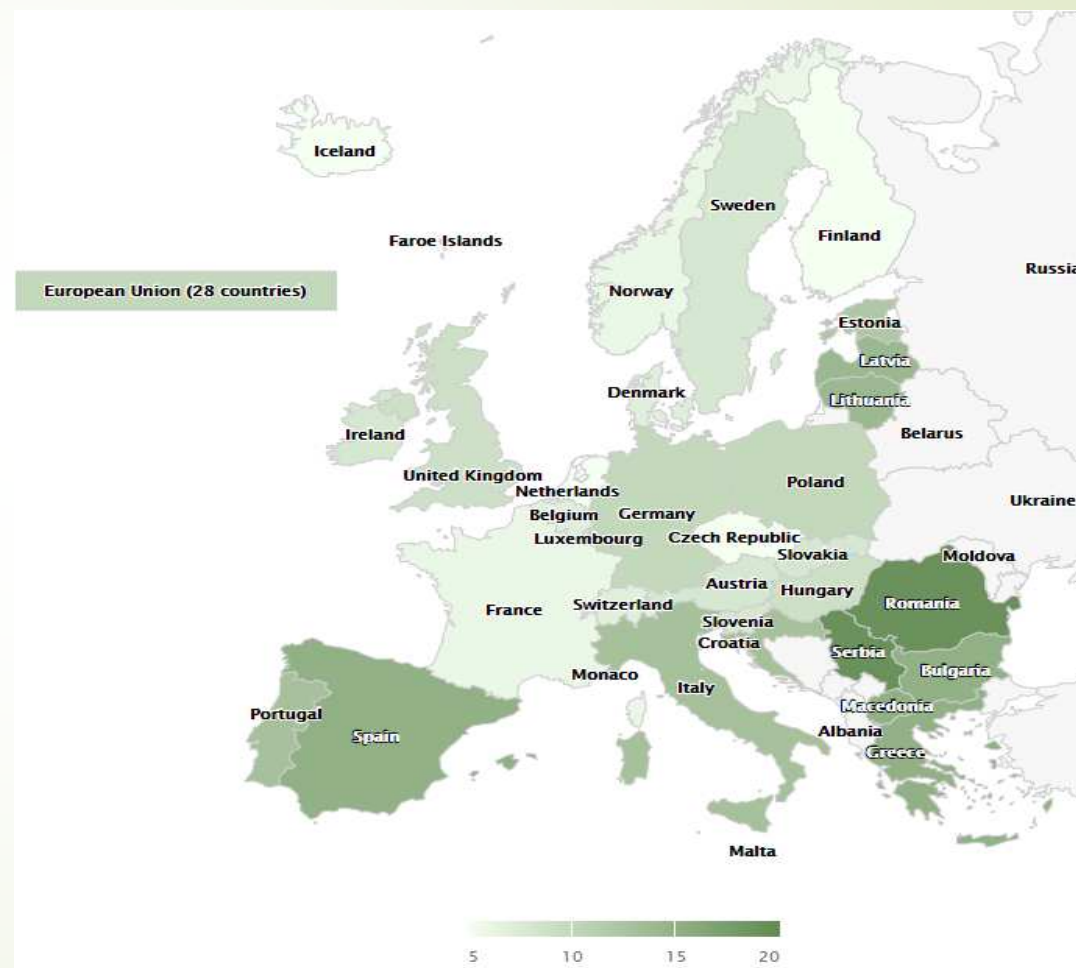 Iceland
Sweden
Finland
Faroe Islands
Russia
European Union (28 countries)
Norway
Estonia
Latvia
Denmark
Lithuania
Belarus
Ireland
United Kingdom
Poland
Netherlands
Ukraine
Belgium
Germany
Luxembourg
Czech Republic
Slovakia
Moldova
Austria
Hungary
France
Switzerland
Romania
Slovenia
Croatia
Serbia
Monaco
Bulgaria
Italy
Macedonia
Portugal
Albania
Spain
Greece
Malta
5 10 15 20